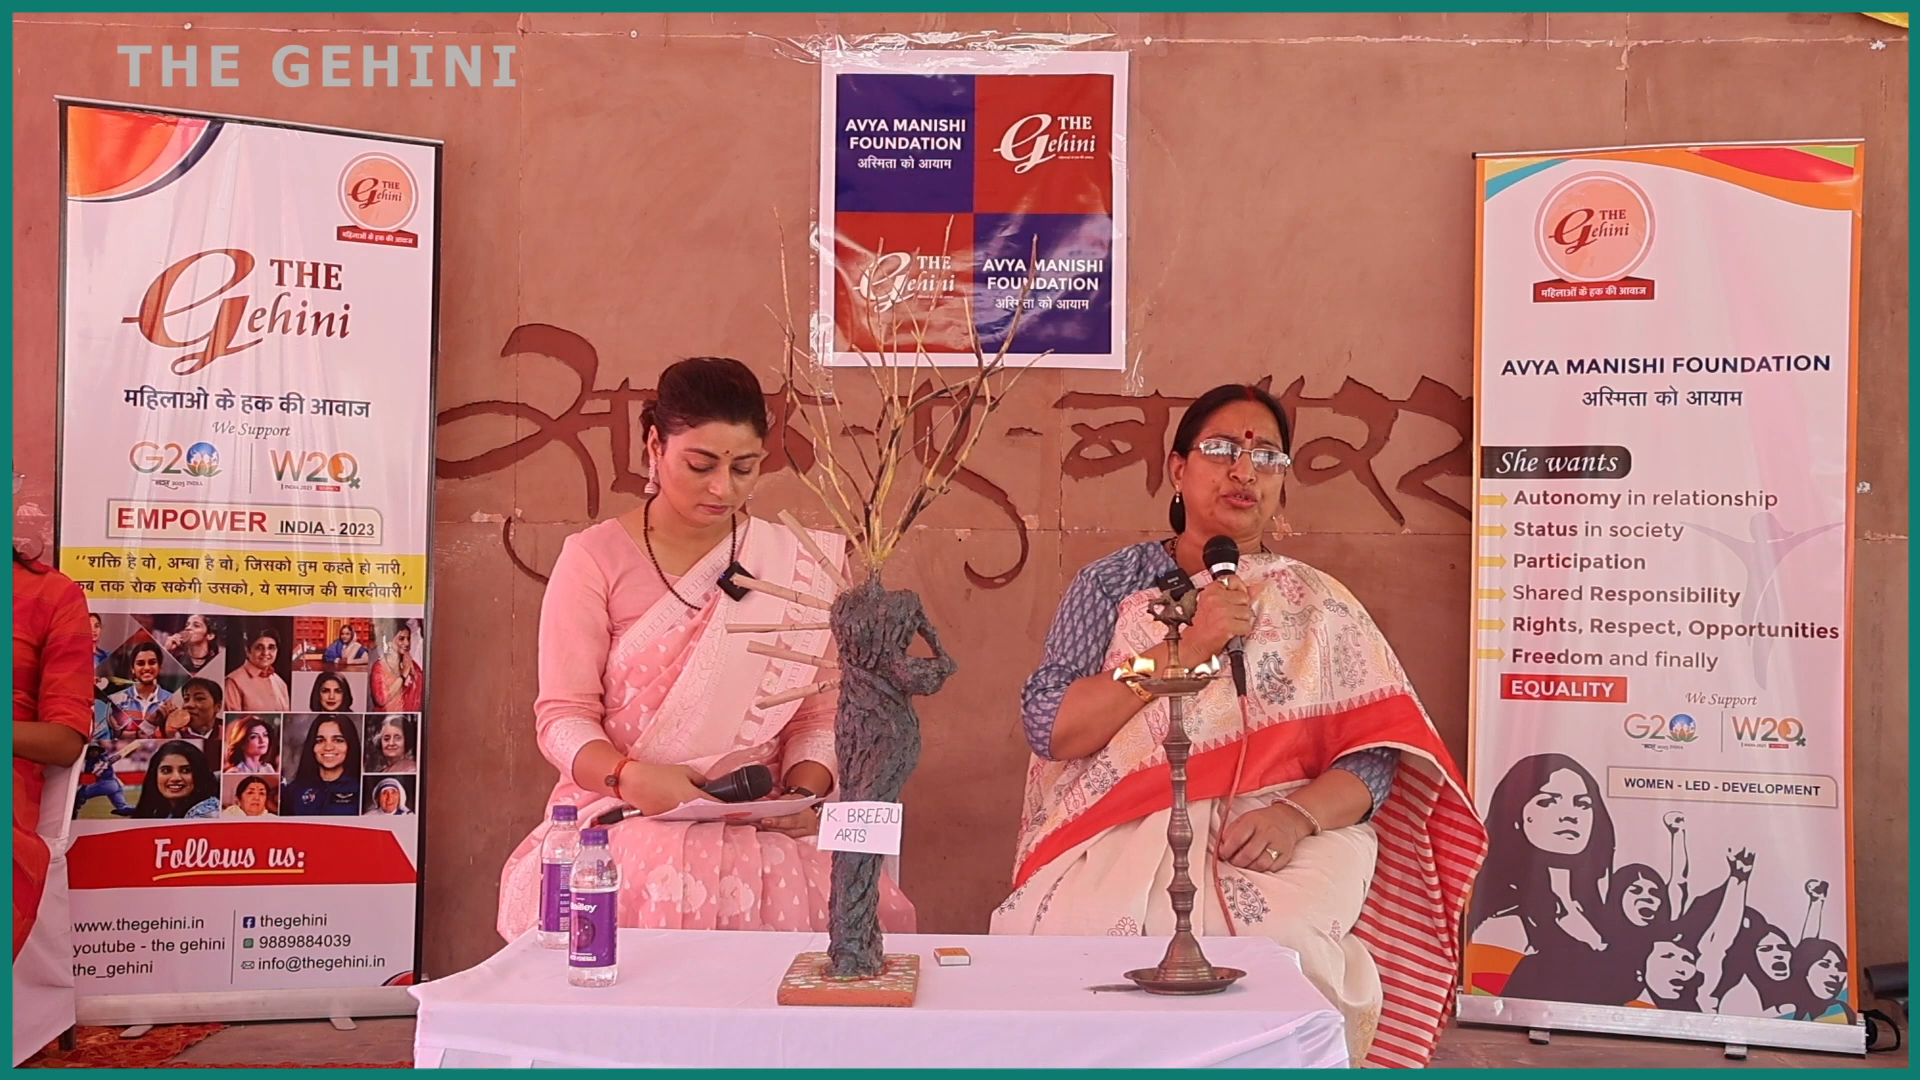 THE GEHINI
THE
Gehini
महिलाओं के हक की आवाज
THE
Gehini
महिलाओ के हक की आवाज
We Support
G20
W20
EMPOWER INDIA - 2023
‘‘शक्ति है वो, अम्बा है वो, जिसको तुम कहते हो नारी,
कब तक रोक सकेगी उसको, ये समाज की चारदीवारी’’
Follows us:
www.thegehini.in
youtube - the gehini
the_gehini
thegehini
9889884039
info@thegehini.in
AVYA MANISHI
FOUNDATION
अस्मिता को आयाम
THE
Gehini
THE
Gehini
AVYA MANISHI
FOUNDATION
अस्मिता को आयाम
K. BREEJU
ARTS
THE
Gehini
महिलाओं के हक की आवाज
AVYA MANISHI FOUNDATION
अस्मिता को आयाम
She wants
Autonomy in relationship
Status in society
Participation
Shared Responsibility
Rights, Respect, Opportunities
Freedom and finally
EQUALITY
We Support
G20
W20
WOMEN - LED - DEVELOPMENT